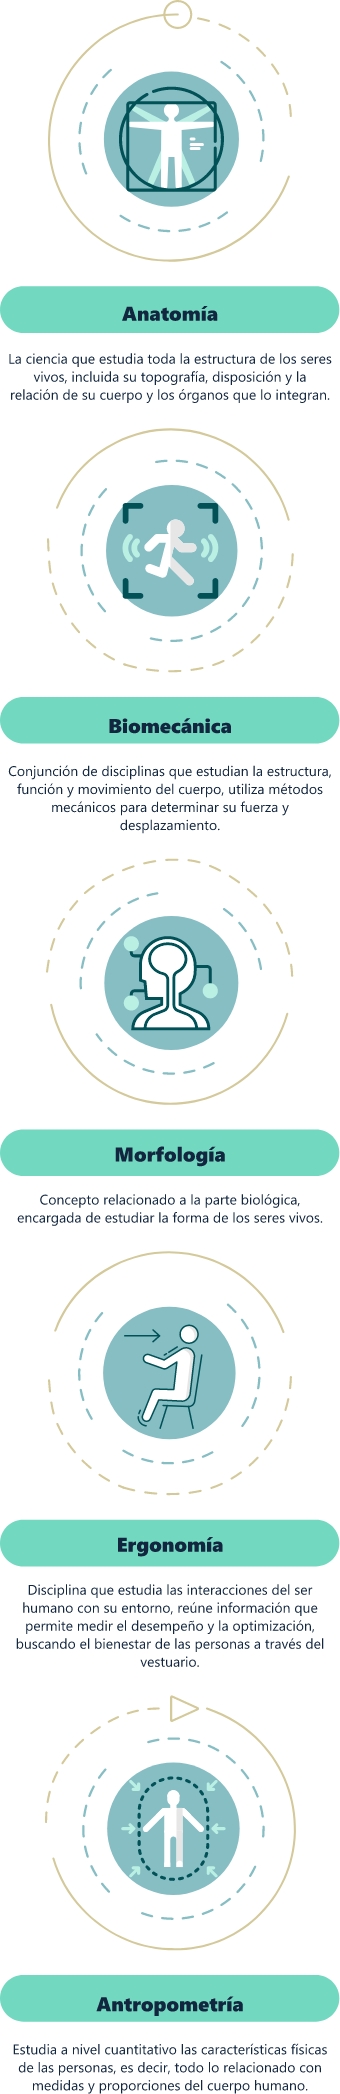 Anatomía
La ciencia que estudia toda la estructura de los seres
vivos, incluida su topografía, disposición y la
relación de su cuerpo y los órganos que lo integran.
Biomecánica
Conjunción de disciplinas que estudian la estructura,
función y movimiento del cuerpo, utiliza métodos
mecánicos para determinar su fuerza y
desplazamiento.
Morfología
Concepto relacionado a la parte biológica,
encargada de estudiar la forma de los seres vivos.
Ergonomía
Disciplina que estudia las interacciones del ser
humano con su entorno, reúne información que
permite medir el desempeño y la optimización,
buscando el bienestar de las personas a través del
vestuario.
Antropometría
Estudia a nivel cuantitativo las características físicas
de las personas, es decir, todo lo relacionado con
medidas y proporciones del cuerpo humano.